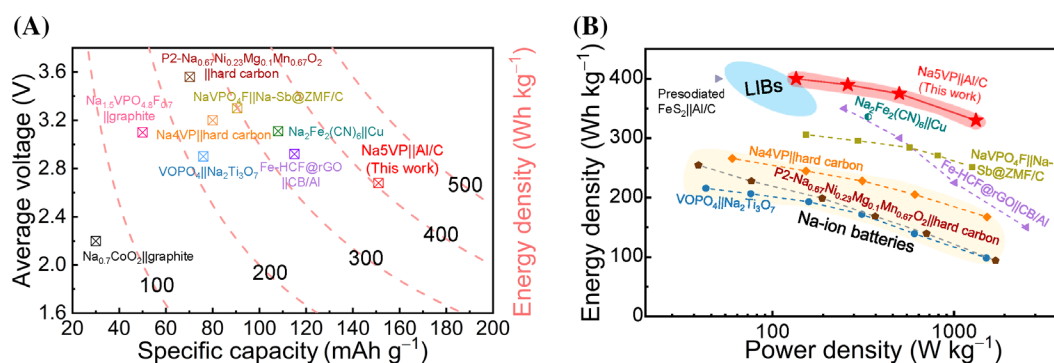 (A)
Average voltage (V)
3.6
3.2
2.8
2.4
2.0
1.6
P2-Na₀.₆₇Ni₀.₂₃Mg₀.₁Mn₀.₆₇O₂
||hard carbon
Na₁.₅VPO₄.₈F₀.₇
||graphite
NaVPO₄F||Na-Sb@ZMF/C
Na4VP||hard carbon
Na₂Fe₂(CN)₆||Cu
VOPO₄||Na₂Ti₃O₇
Fe-HCF@rGO
||CB/Al
Na5VP||Al/C
(This work)
Na₀.₇CoO₂||graphite
100
200
300
400
500
20 40 60 80 100 120 140 160 180 200
Specific capacity (mAh g⁻¹)
Energy density (Wh kg⁻¹)
(B)
Energy density (Wh kg⁻¹)
400
300
200
100
0
Presodiated
FeS₂||Al/C
LIBs
Na5VP||Al/C
(This work)
Na₂Fe₂(CN)₆||Cu
NaVPO₄F||Na-
Sb@ZMF/C
Na4VP||hard carbon
Fe-HCF@rGO||CB/Al
P2-Na₀.₆₇Ni₀.₂₃Mg₀.₁Mn₀.₆₇O₂||hard carbon
VOPO₄||Na₂Ti₃O₇
Na-ion batteries
100 1000
Power density (W kg⁻¹)